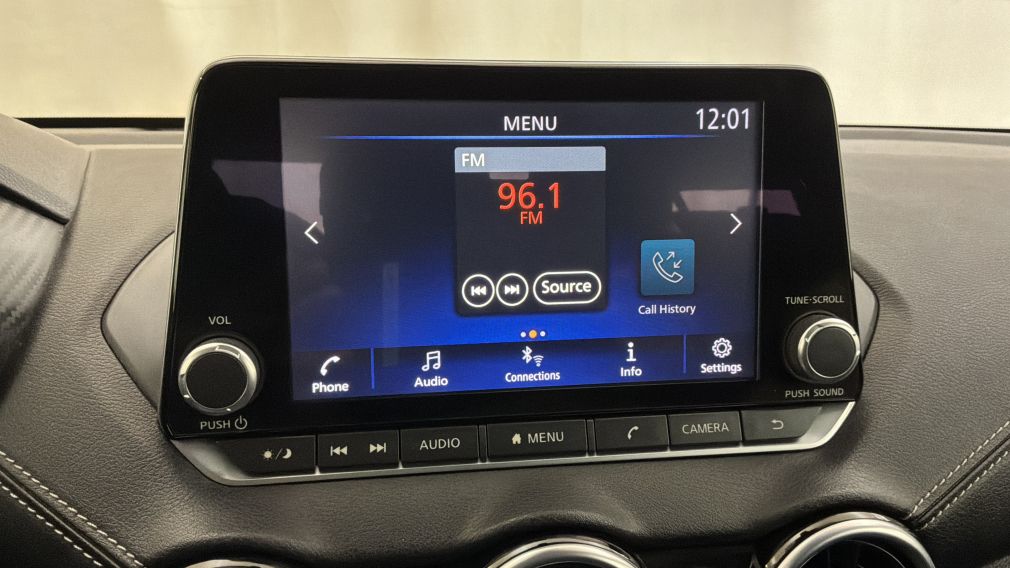 MENU
12:01
FM
96.1
FM
Source
Call History
Phone
Audio
Connections
Info
Settings
VOL
PUSH
TUNE·SCROLL
PUSH SOUND
AUDIO
MENU
CAMERA